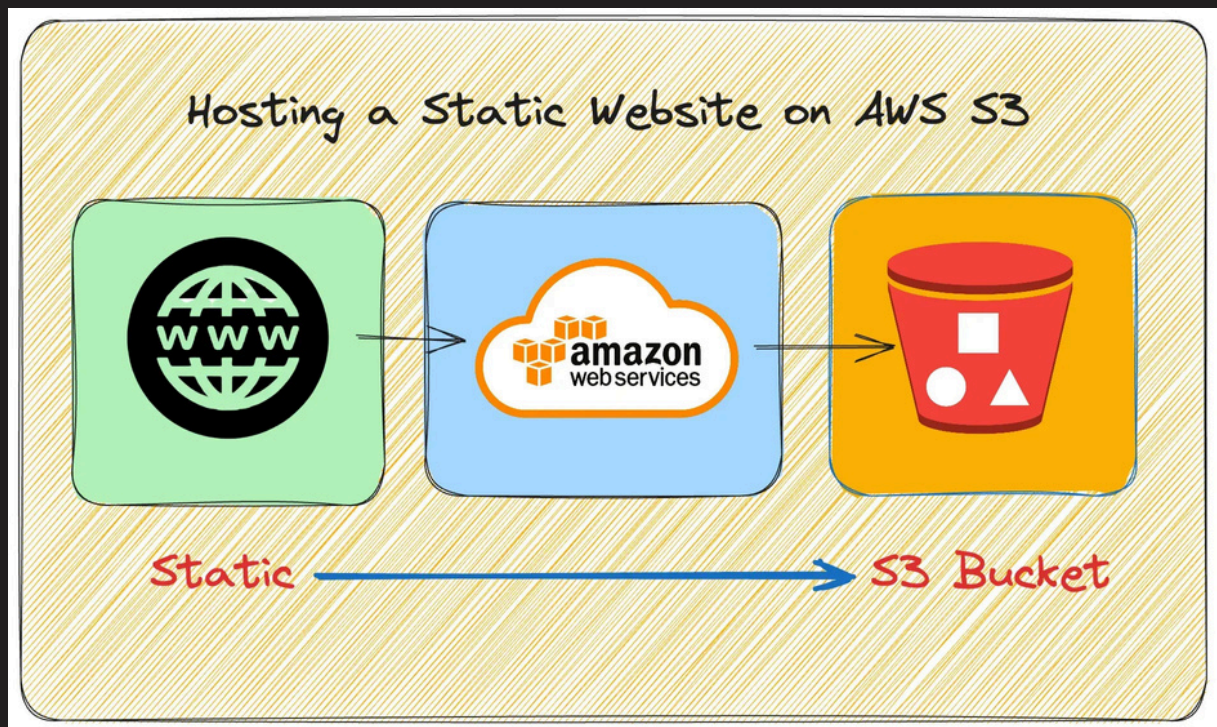 Hosting a Static Website on AWS S3
WWW
amazon
web services
Static
S3 Bucket